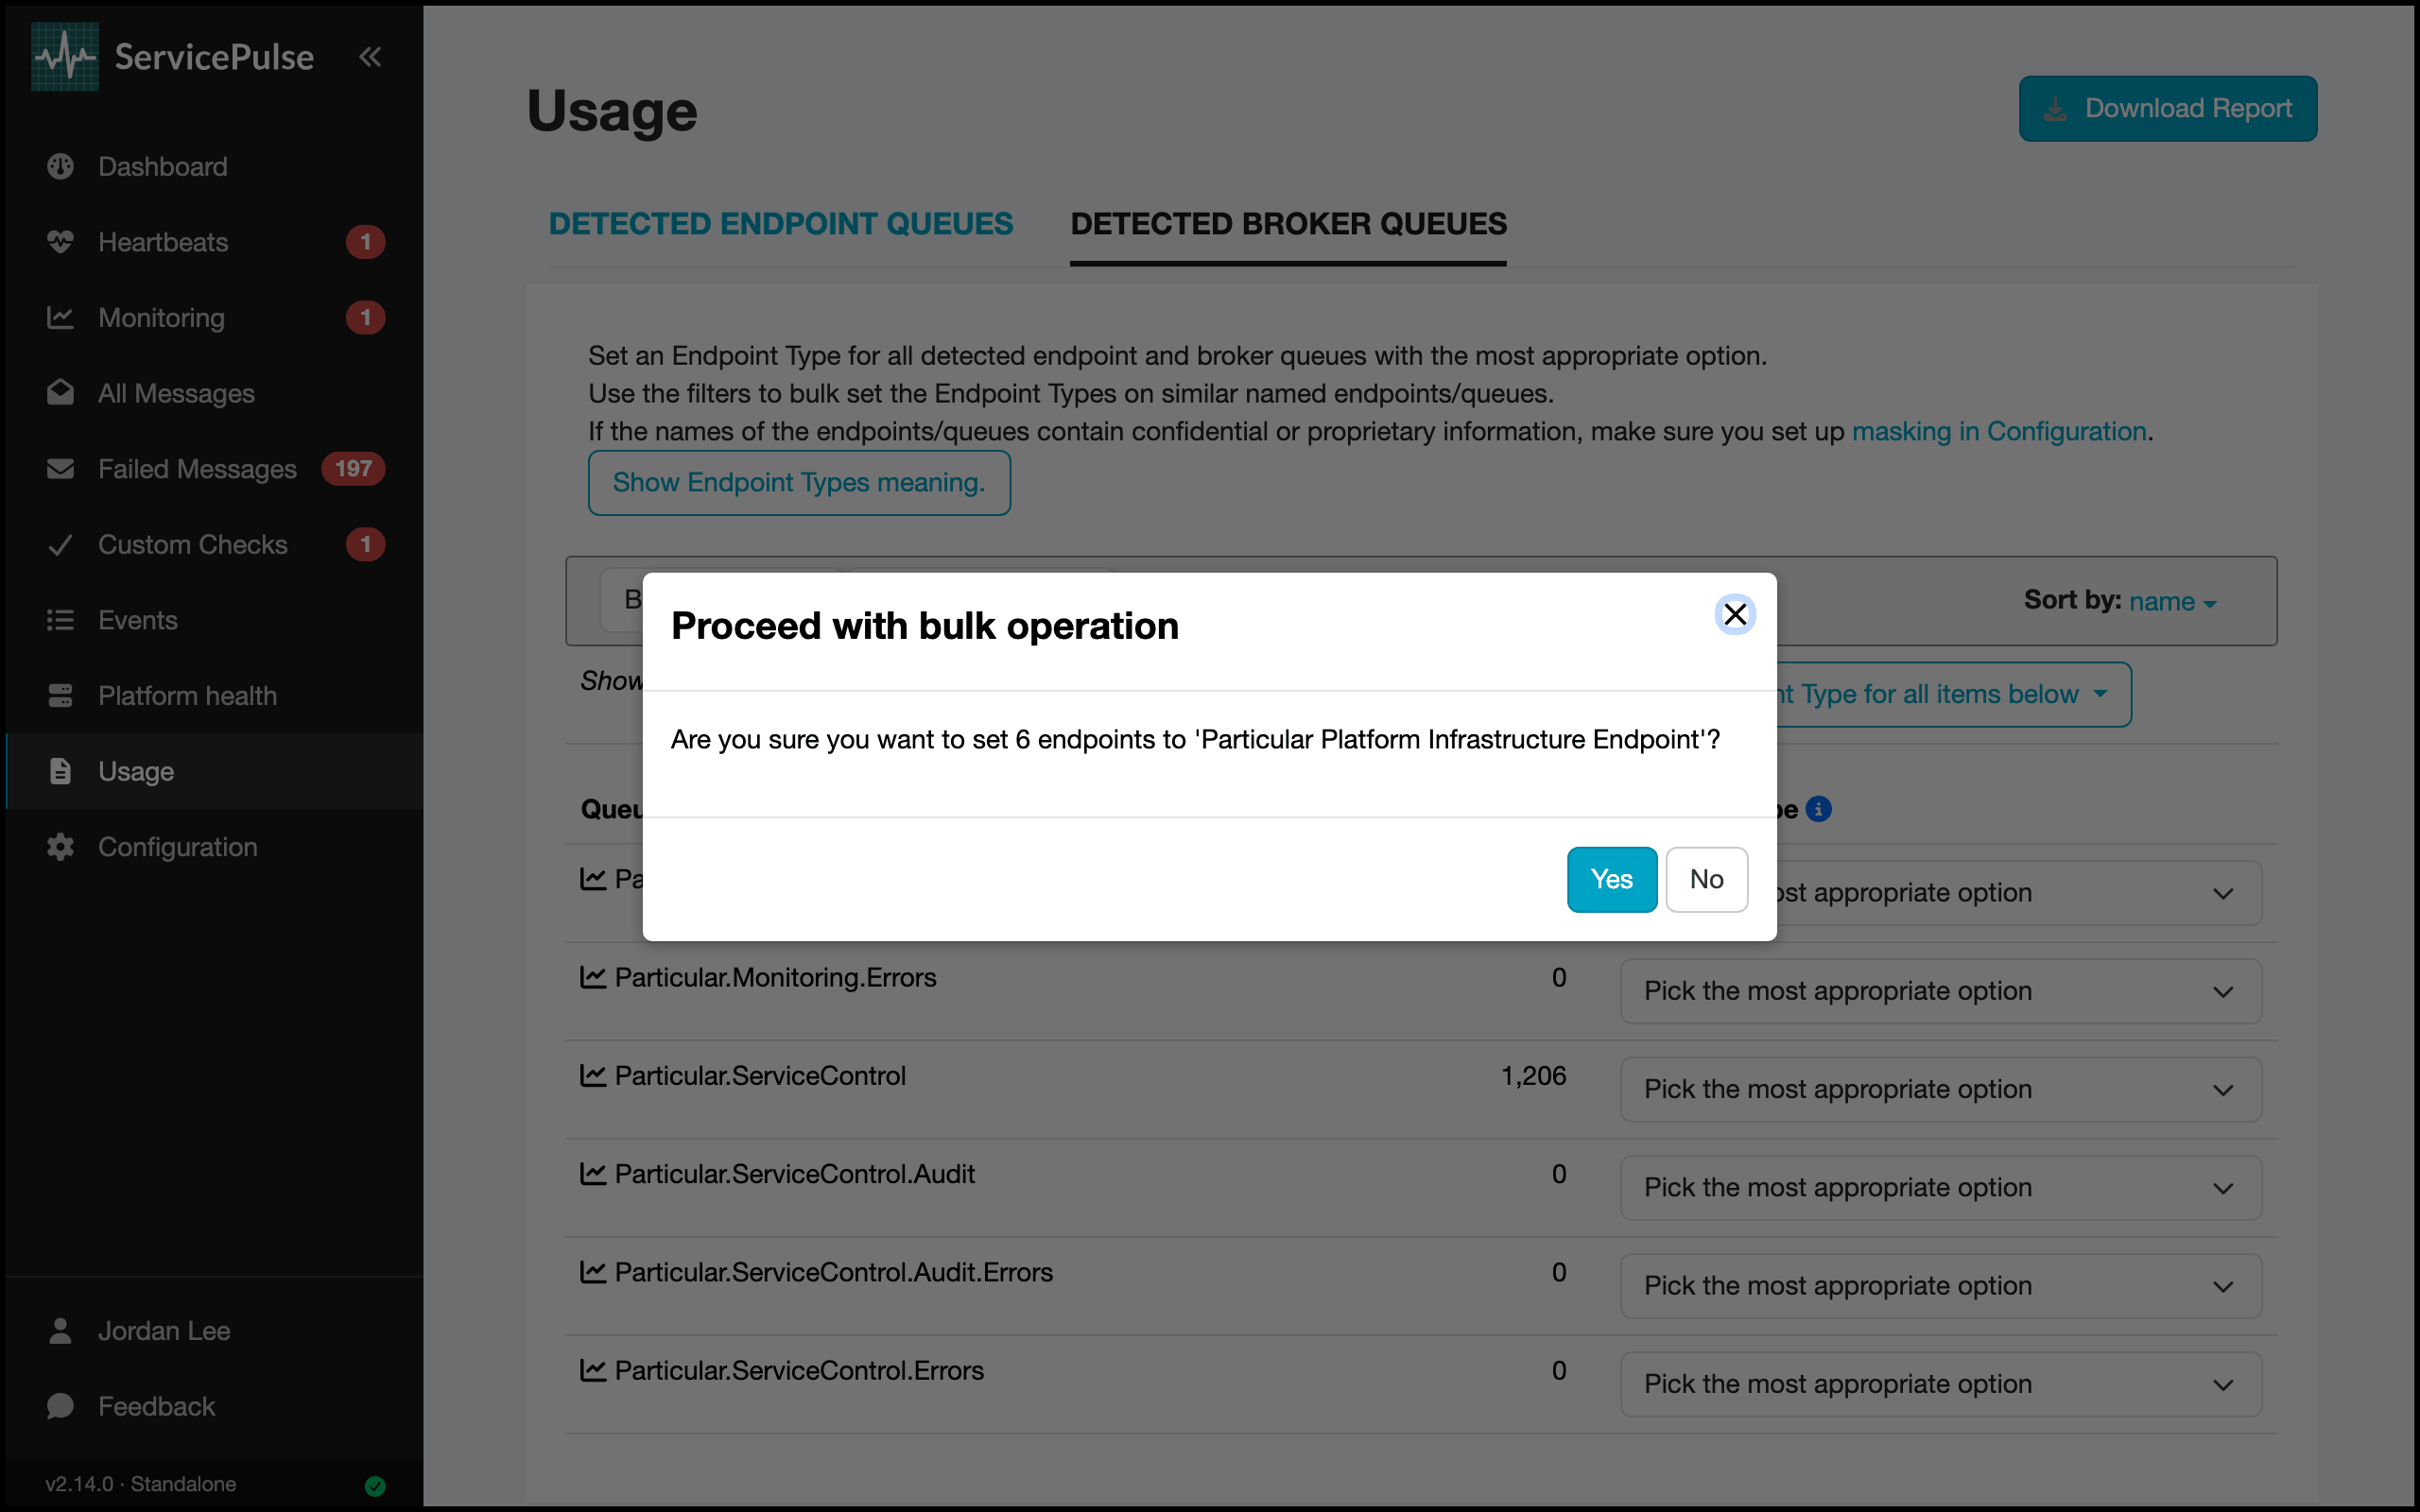 ServicePulse
Dashboard
Heartbeats 1
Monitoring 1
All Messages
Failed Messages 197
Custom Checks 1
Events
Platform health
Usage
Configuration
Jordan Lee
Feedback
v2.14.0 · Standalone
Usage
Download Report
DETECTED ENDPOINT QUEUES DETECTED BROKER QUEUES
Set an Endpoint Type for all detected endpoint and broker queues with the most appropriate option.
Use the filters to bulk set the Endpoint Types on similar named endpoints/queues.
If the names of the endpoints/queues contain confidential or proprietary information, make sure you set up masking in Configuration.
Show Endpoint Types meaning.
Sort by: name
Type for all items below
Proceed with bulk operation
Are you sure you want to set 6 endpoints to 'Particular Platform Infrastructure Endpoint'?
Yes No
appropriate option
Particular.Monitoring.Errors 0 Pick the most appropriate option
Particular.ServiceControl 1,206 Pick the most appropriate option
Particular.ServiceControl.Audit 0 Pick the most appropriate option
Particular.ServiceControl.Audit.Errors 0 Pick the most appropriate option
Particular.ServiceControl.Errors 0 Pick the most appropriate option